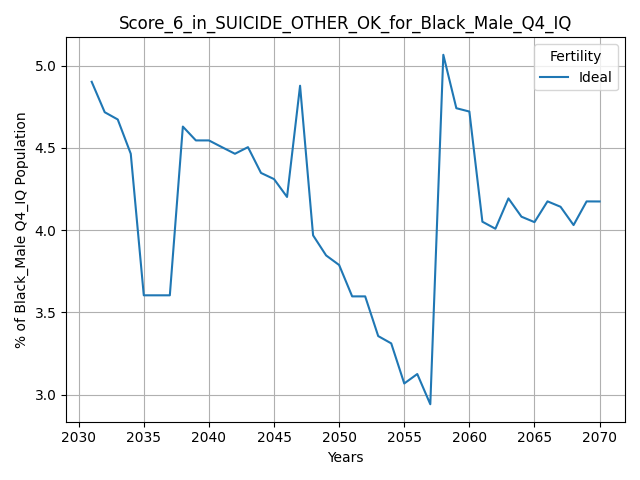 Score_6_in_SUICIDE_OTHER_OK_for_Black_Male_Q4_IQ
Fertility
Ideal
% of Black_Male Q4_IQ Population
5.0
4.5
4.0
3.5
3.0
2030 2035 2040 2045 2050 2055 2060 2065 2070
Years